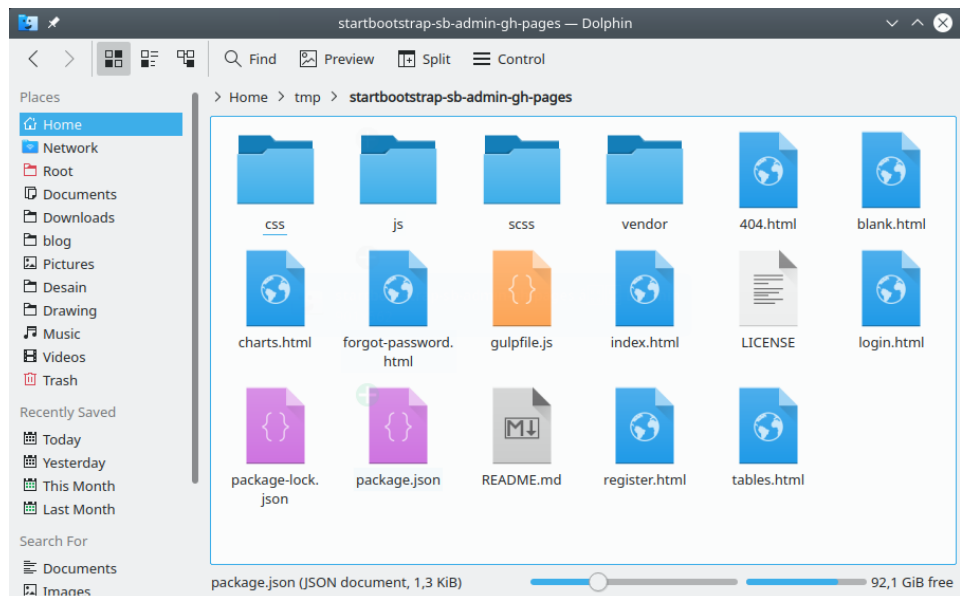 startbootstrap-sb-admin-gh-pages — Dolphin
Find Preview Split Control
Places
> Home > tmp > startbootstrap-sb-admin-gh-pages
Home
Network
Root
Documents
Downloads
blog
Pictures
Desain
Drawing
Music
Videos
Trash
Recently Saved
Today
Yesterday
This Month
Last Month
Search For
Documents
Images
css js scss vendor 404.html blank.html
charts.html forgot-password.html gulpfile.js index.html LICENSE login.html
package-lock.json package.json README.md register.html tables.html
package.json (JSON document, 1,3 KiB)
92,1 GiB free